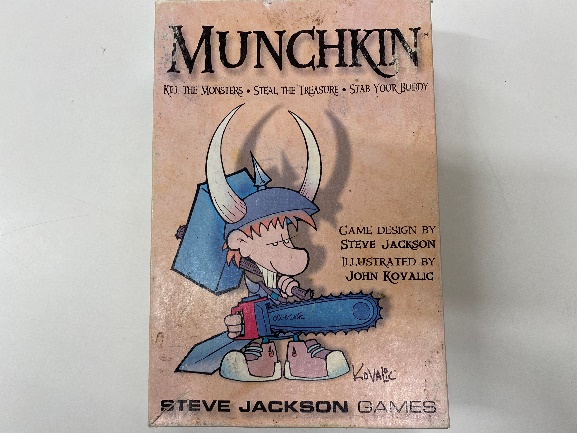 MUNCHKIN
KILL THE MONSTERS • STEAL THE TREASURE • STAB YOUR BUDDY
GAME DESIGN BY
STEVE JACKSON
ILLUSTRATED BY
JOHN KOVALIC
KOVALIC
STEVE JACKSON GAMES